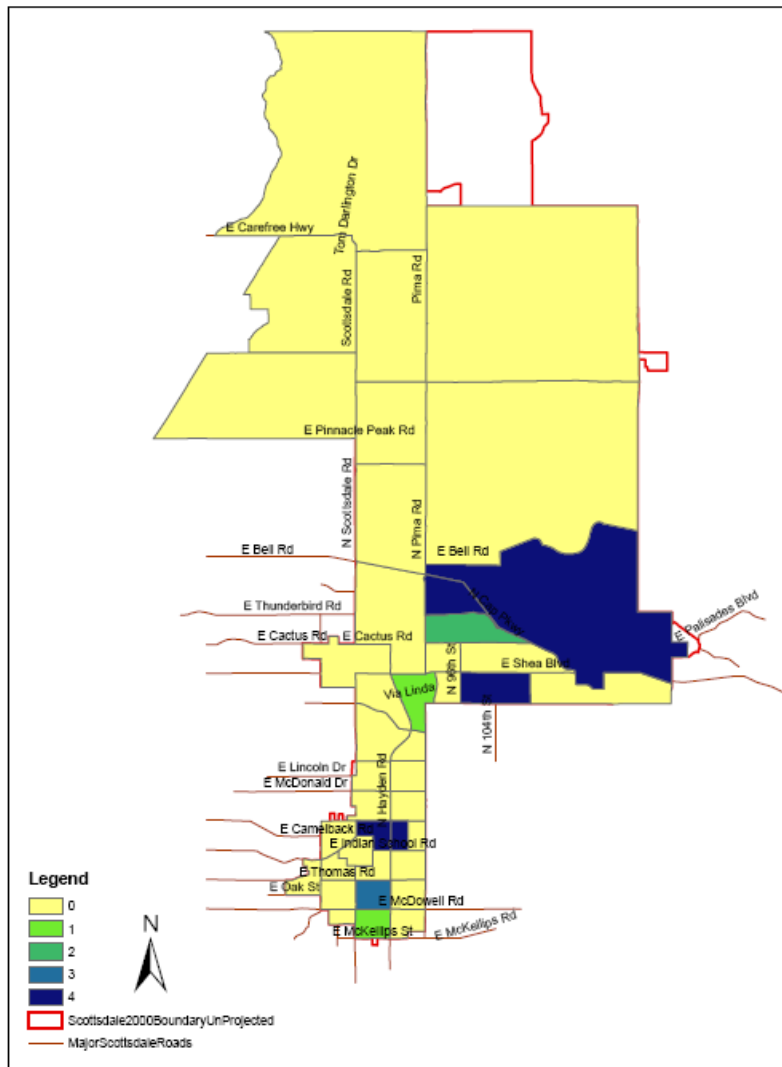 Tom Darlington Dr
E Carefree Hwy
Scottsdale Rd
Pima Rd
E Pinnacle Peak Rd
N Scottsdale Rd
N Pima Rd
E Bell Rd
E Bell Rd
E Thunderbird Rd
E Cactus Rd
E Cactus Rd
E Palisades Blvd
N 96th St
E Shea Blvd
Via Linda
N 104th St
E Lincoln Dr
E McDonald Dr
N Hayden Rd
E Camelback Rd
E Indian School Rd
E Thomas Rd
E Oak St
E McDowell Rd
E McKellips St
E McKellips Rd
Legend
0
1
2
3
4
Scottsdale2000BoundaryUnProjected
MajorScottsdaleRoads
N